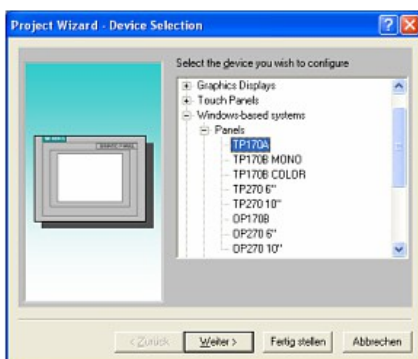 Project Wizard - Device Selection
Select the device you wish to configure
Graphics Displays
Touch Panels
Windows-based systems
Panels
TP170A
TP170B MONO
TP170B COLOR
TP270 6"
TP270 10"
OP170B
OP270 6"
OP270 10"
< Zurück
Weiter >
Fertig stellen
Abbrechen